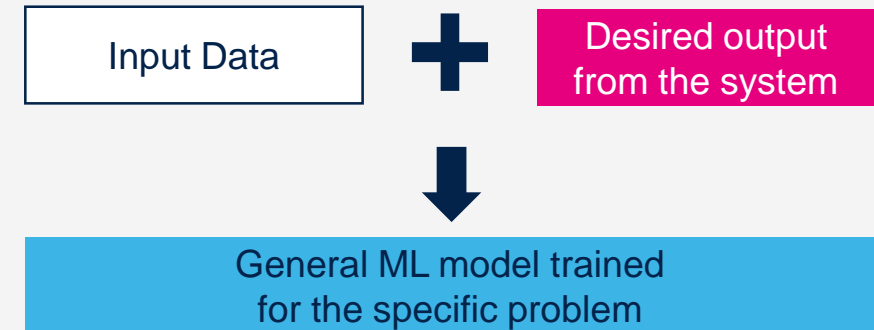 Input Data
Desired output
from the system
General ML model trained
for the specific problem